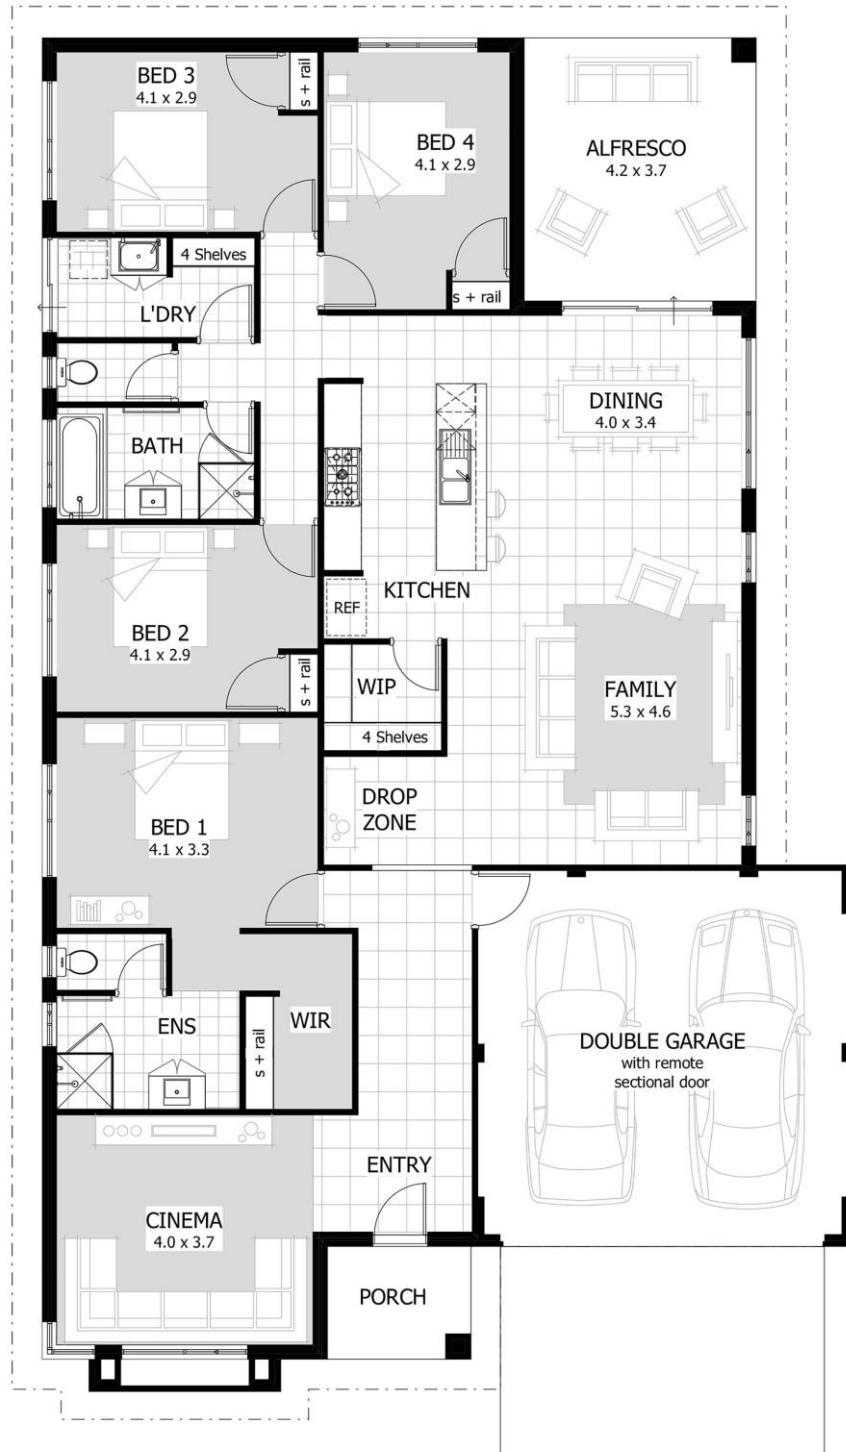 BED 3
4.1 x 2.9
s + rail
BED 4
4.1 x 2.9
s + rail
ALFRESCO
4.2 x 3.7
4 Shelves
L'DRY
BATH
DINING
4.0 x 3.4
KITCHEN
REF
BED 2
4.1 x 2.9
s + rail
WIP
4 Shelves
FAMILY
5.3 x 4.6
DROP
ZONE
BED 1
4.1 x 3.3
ENS
s + rail
WIR
DOUBLE GARAGE
with remote
sectional door
ENTRY
CINEMA
4.0 x 3.7
PORCH